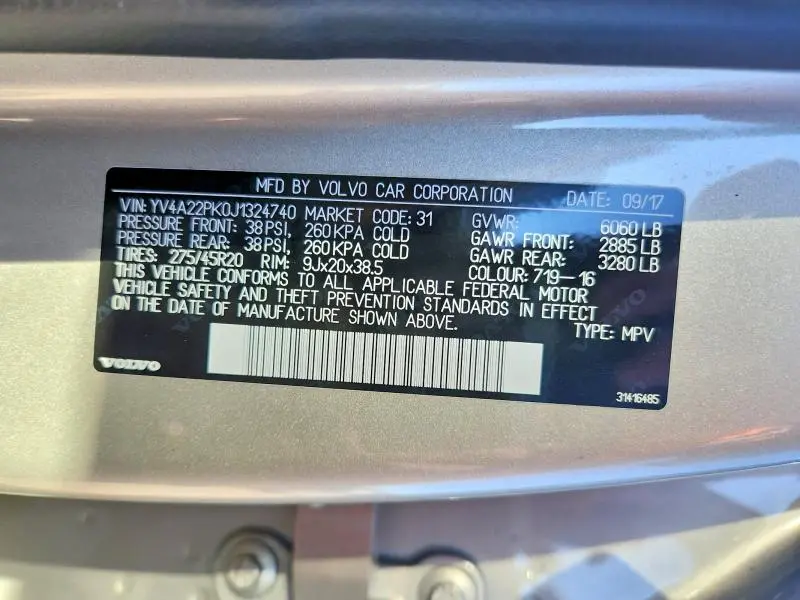 MFD BY VOLVO CAR CORPORATION DATE: 09/17
VIN: YV4A22PK0J1324740 MARKET CODE: 31 GVWR: 6060 LB
PRESSURE FRONT: 38 PSI, 260 KPA COLD GAWR FRONT: 2885 LB
PRESSURE REAR: 38 PSI, 260 KPA COLD GAWR REAR: 3280 LB
TIRES: 275/45R20 RIM: 9Jx20x38.5 COLOUR: 719-16
THIS VEHICLE CONFORMS TO ALL APPLICABLE FEDERAL MOTOR
VEHICLE SAFETY AND THEFT PREVENTION STANDARDS IN EFFECT
ON THE DATE OF MANUFACTURE SHOWN ABOVE. TYPE: MPV
VOLVO
31416485